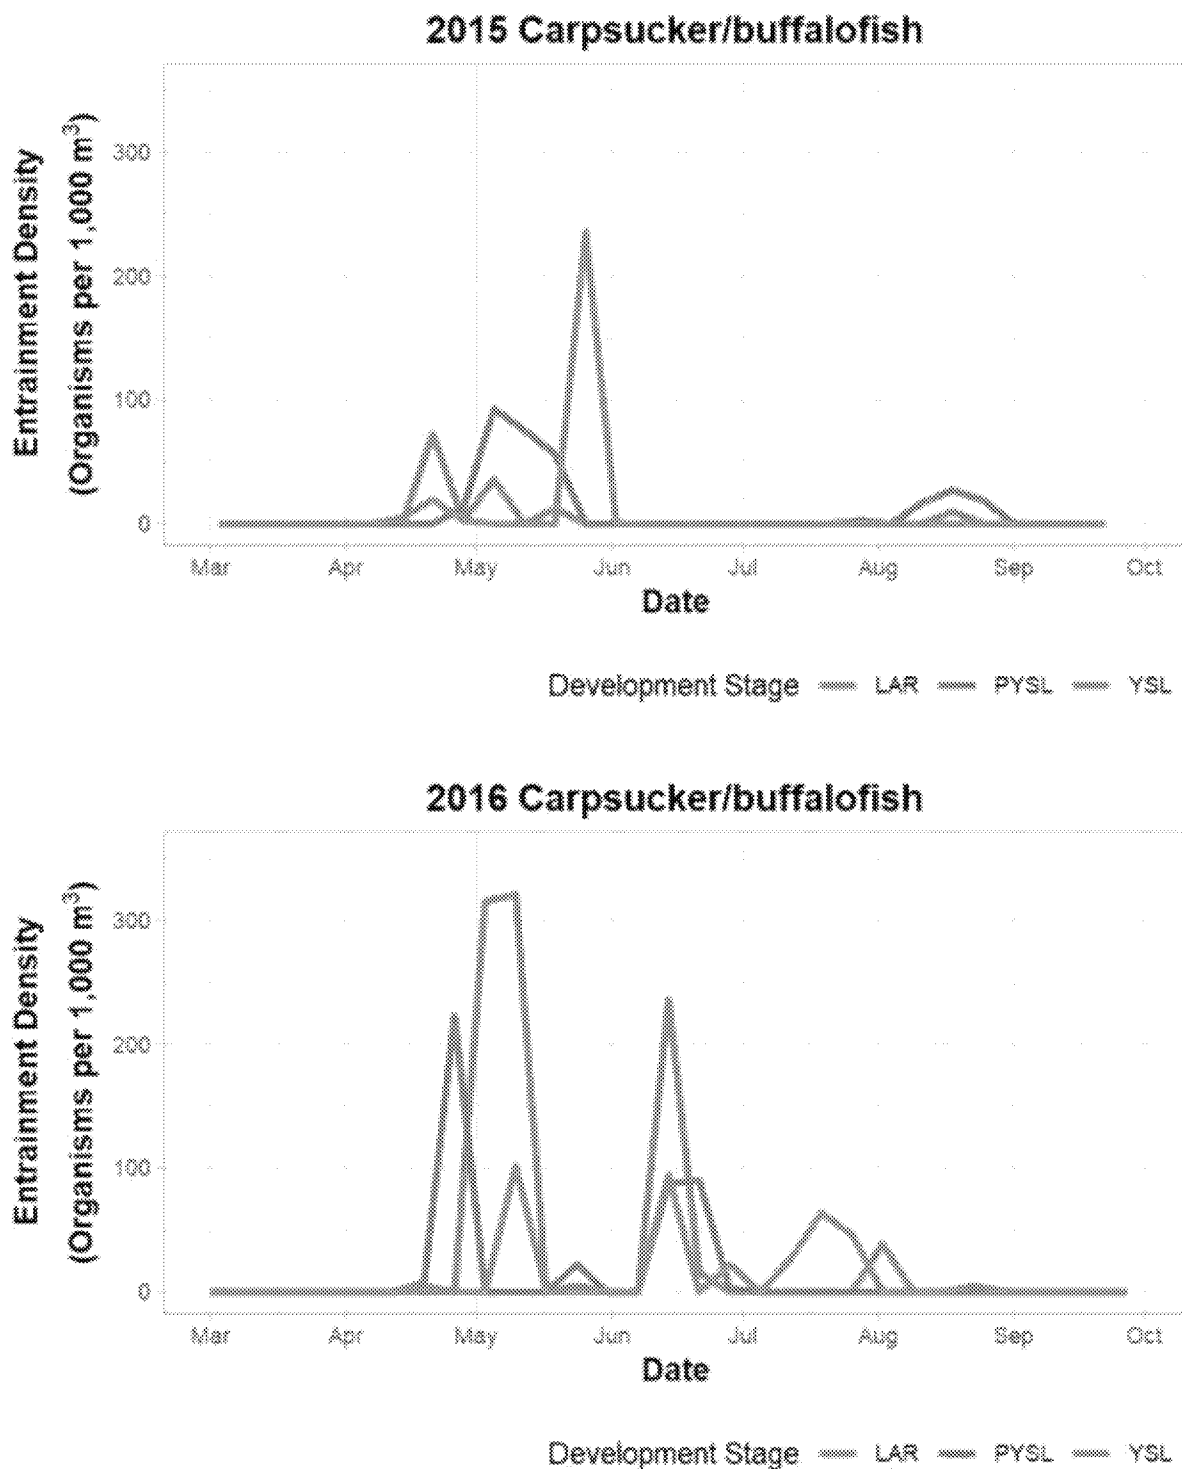 2015 Carpsucker/buffalofish
Entrainment Density
(Organisms per 1,000 m³)
300
200
100
0
Mar Apr May Jun Jul Aug Sep Oct
Date
Development Stage LAR PYSL YSL
2016 Carpsucker/buffalofish
Entrainment Density
(Organisms per 1,000 m³)
300
200
100
0
Mar Apr May Jun Jul Aug Sep Oct
Date
Development Stage LAR PYSL YSL